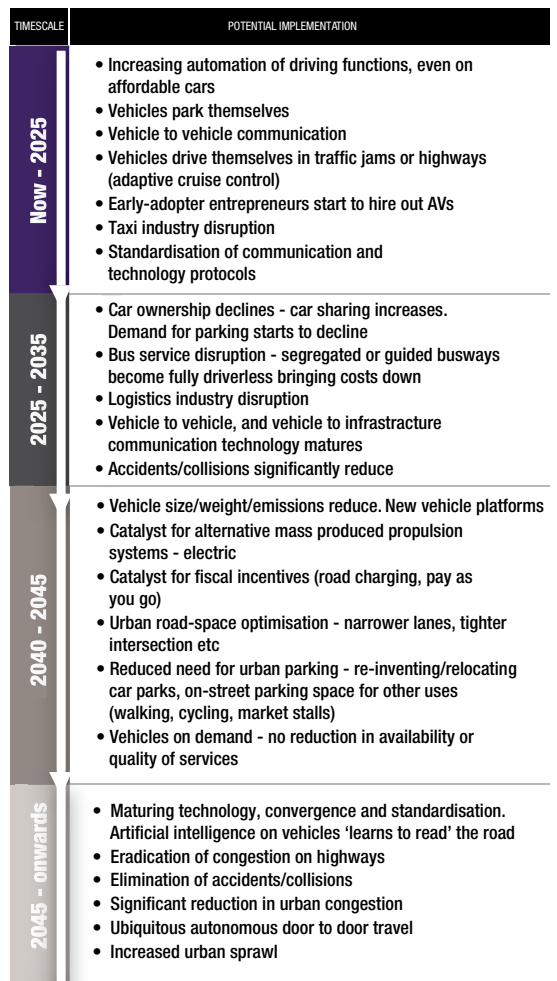 TIMESCALE
POTENTIAL IMPLEMENTATION
Now - 2025
• Increasing automation of driving functions, even on
affordable cars
• Vehicles park themselves
• Vehicle to vehicle communication
• Vehicles drive themselves in traffic jams or highways
(adaptive cruise control)
• Early-adopter entrepreneurs start to hire out AVs
• Taxi industry disruption
• Standardisation of communication and
technology protocols
2025 - 2035
• Car ownership declines - car sharing increases.
Demand for parking starts to decline
• Bus service disruption - segregated or guided busways
become fully driverless bringing costs down
• Logistics industry disruption
• Vehicle to vehicle, and vehicle to infrastracture
communication technology matures
• Accidents/collisions significantly reduce
2040 - 2045
• Vehicle size/weight/emissions reduce. New vehicle platforms
• Catalyst for alternative mass produced propulsion
systems - electric
• Catalyst for fiscal incentives (road charging, pay as
you go)
• Urban road-space optimisation - narrower lanes, tighter
intersection etc
• Reduced need for urban parking - re-inventing/relocating
car parks, on-street parking space for other uses
(walking, cycling, market stalls)
• Vehicles on demand - no reduction in availability or
quality of services
2045 - onwards
• Maturing technology, convergence and standardisation.
Artificial intelligence on vehicles ‘learns to read’ the road
• Eradication of congestion on highways
• Elimination of accidents/collisions
• Significant reduction in urban congestion
• Ubiquitous autonomous door to door travel
• Increased urban sprawl